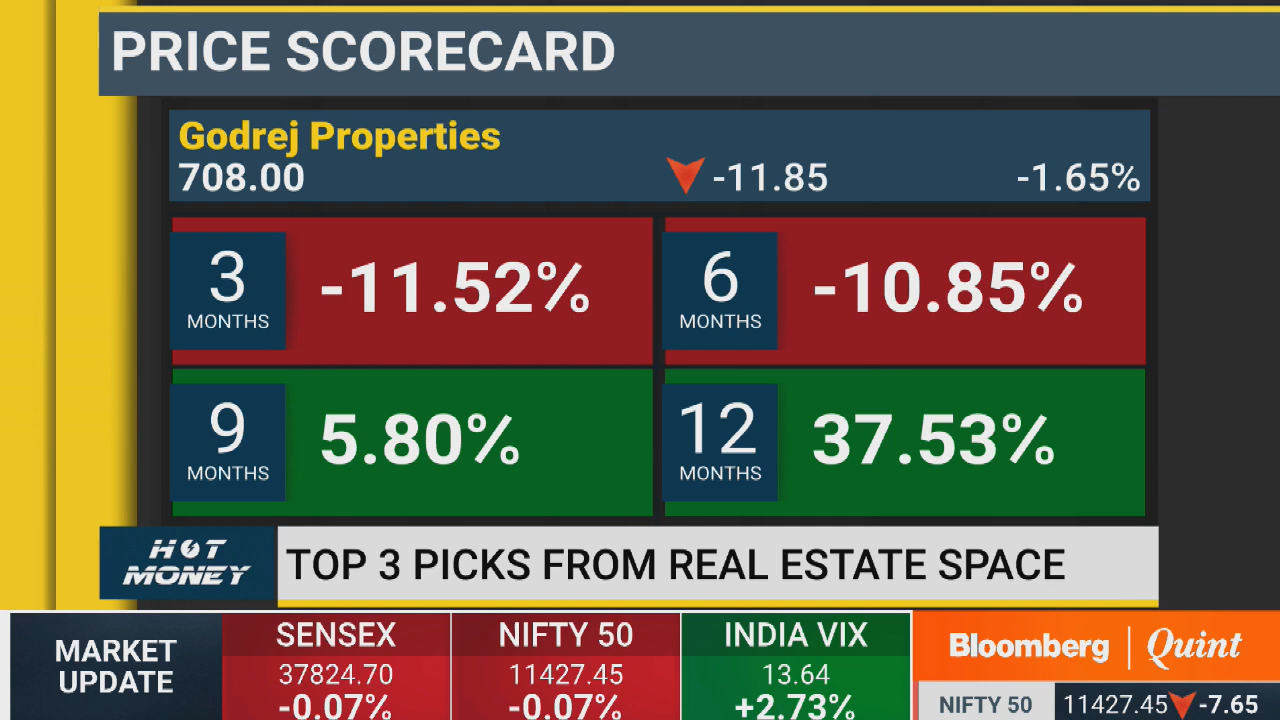 PRICE SCORECARD
Godrej Properties
708.00 -11.85 -1.65%
3 MONTHS -11.52%
6 MONTHS -10.85%
9 MONTHS 5.80%
12 MONTHS 37.53%
HOT MONEY TOP 3 PICKS FROM REAL ESTATE SPACE
MARKET UPDATE
SENSEX
37824.70
-0.07%
NIFTY 50
11427.45
-0.07%
INDIA VIX
13.64
+2.73%
Bloomberg | Quint
NIFTY 50 11427.45 -7.65